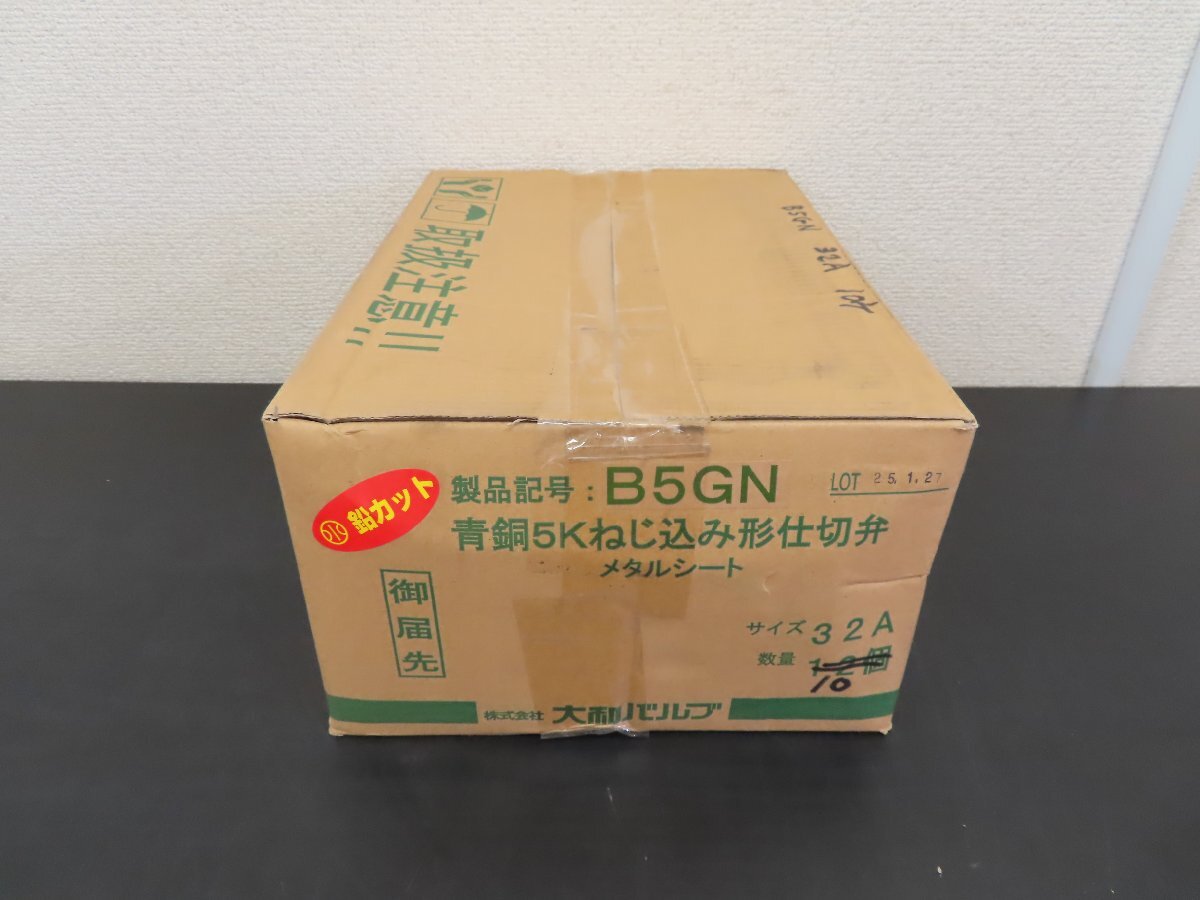 取扱注意!!
B5GN 32A
鉛カット
製品記号:B5GN
LOT 25.1.27
青銅5Kねじ込み形仕切弁
メタルシート
御届先
サイズ 32A
数量 12個
10
株式会社 大和バルブ